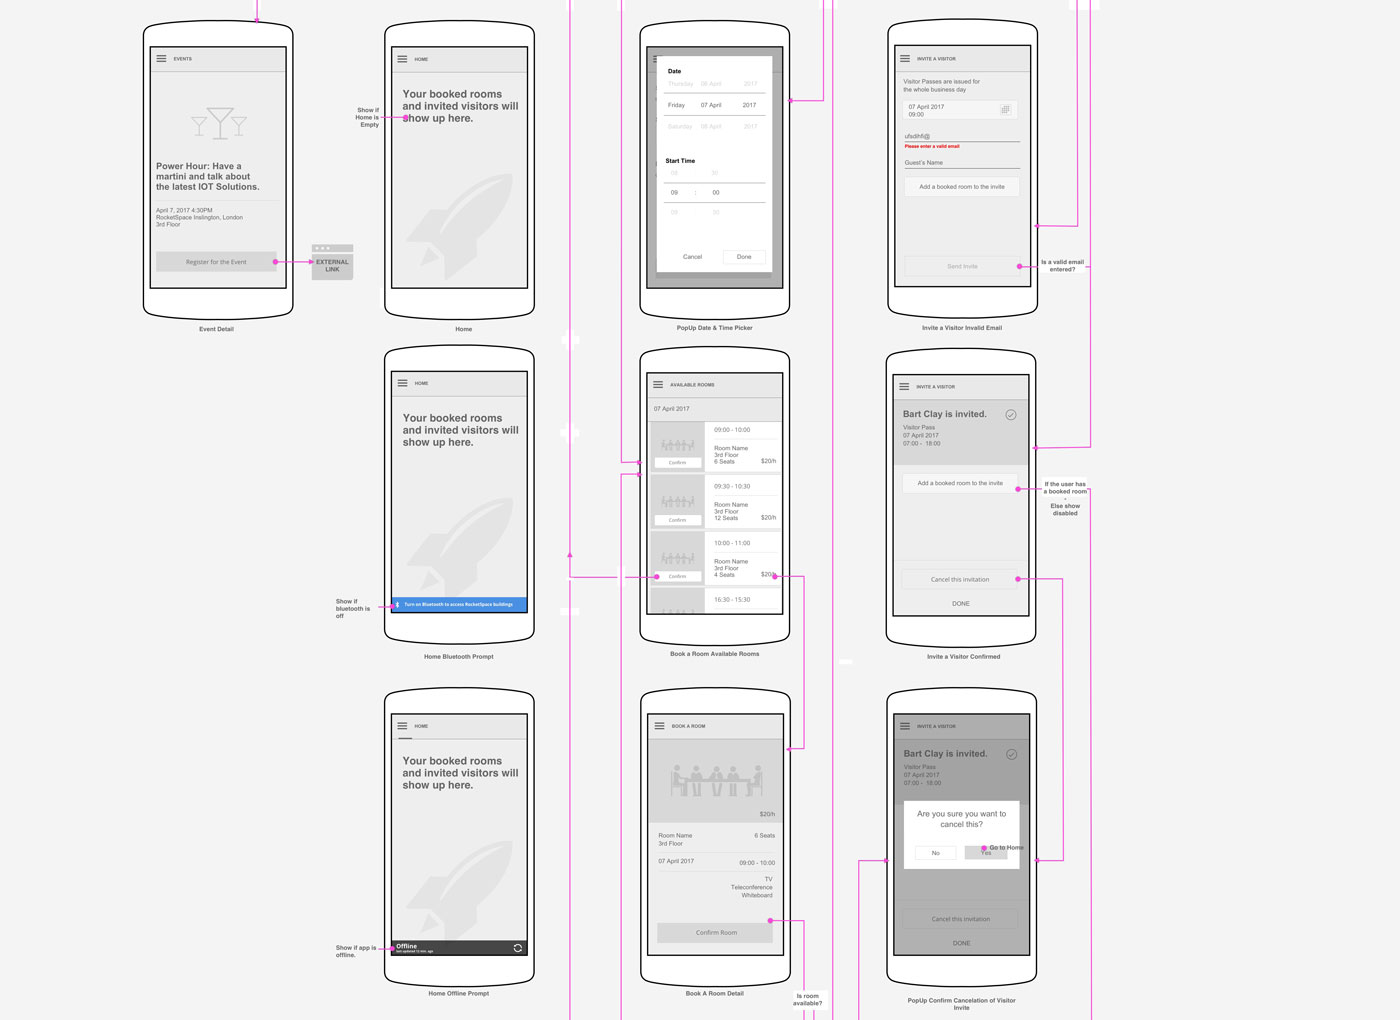 EVENTS
Power Hour: Have a
martini and talk about
the latest IOT Solutions.
April 7, 2017 4:30PM
RocketSpace Inslington, London
3rd Floor
Register for the Event
EXTERNAL
LINK
Event Detail
HOME
Your booked rooms
and invited visitors will
show up here.
Show if
Home is
Empty
Home
Date
Thursday 06 April 2017
Friday 07 April 2017
Saturday 08 April 2017
Start Time
08 50
09 : 00
09 30
Cancel
Done
PopUp Date & Time Picker
INVITE A VISITOR
Visitor Passes are issued for
the whole business day
07 April 2017
09:00
ufsdihfi@
Please enter a valid email
Guest's Name
Add a booked room to the invite
Send Invite
Is a valid email
entered?
Invite a Visitor Invalid Email
HOME
Your booked rooms
and invited visitors will
show up here.
Show if
bluetooth is
off
Turn on Bluetooth to access RocketSpace buildings
Home Bluetooth Prompt
AVAILABLE ROOMS
07 April 2017
09:00 - 10:00
Room Name
3rd Floor
6 Seats
$20/h
Confirm
09:30 - 10:30
Room Name
3rd Floor
12 Seats
$20/h
Confirm
10:00 - 11:00
Room Name
3rd Floor
4 Seats
$20/h
Confirm
16:30 - 15:30
Book a Room Available Rooms
INVITE A VISITOR
Bart Clay is invited.
Visitor Pass
07 April 2017
07:00 - 18:00
Add a booked room to the invite
If the user has
a booked room
-
Else show
disabled
Cancel this invitation
DONE
Invite a Visitor Confirmed
HOME
Your booked rooms
and invited visitors will
show up here.
Show if app is
offline.
Offline
last updated 12 min. ago
Home Offline Prompt
BOOK A ROOM
$20/h
Room Name
3rd Floor
6 Seats
07 April 2017
09:00 - 10:00
TV
Teleconference
Whiteboard
Confirm Room
Is room
available?
Book A Room Detail
INVITE A VISITOR
Bart Clay is invited.
Visitor Pass
07 April 2017
07:00 - 18:00
Are you sure you want to
cancel this?
No
Yes
Go to Home
Cancel this invitation
DONE
PopUp Confirm Cancelation of Visitor
Invite